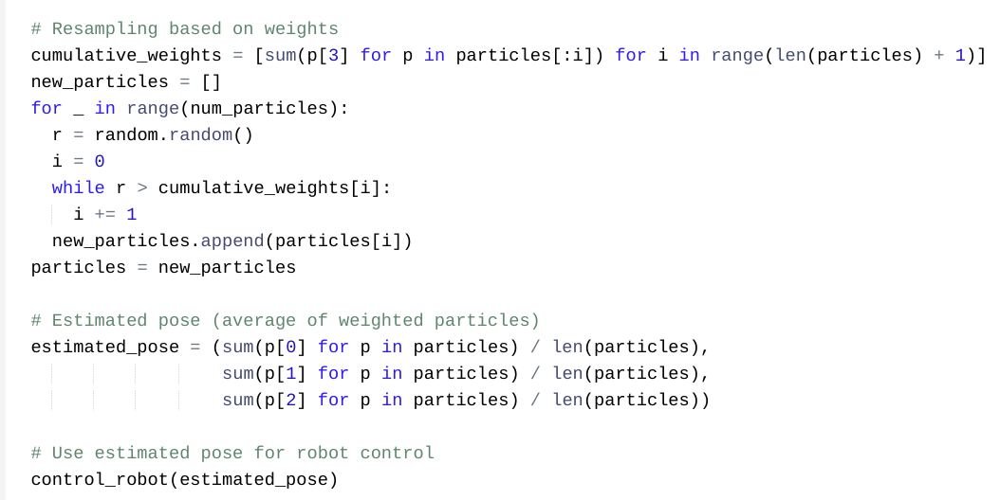 # Resampling based on weights
cumulative_weights = [sum(p[3] for p in particles[:i]) for i in range(len(particles) + 1)]
new_particles = []
for _ in range(num_particles):
  r = random.random()
  i = 0
  while r > cumulative_weights[i]:
    i += 1
  new_particles.append(particles[i])
particles = new_particles

# Estimated pose (average of weighted particles)
estimated_pose = (sum(p[0] for p in particles) / len(particles),
                  sum(p[1] for p in particles) / len(particles),
                  sum(p[2] for p in particles) / len(particles))

# Use estimated pose for robot control
control_robot(estimated_pose)